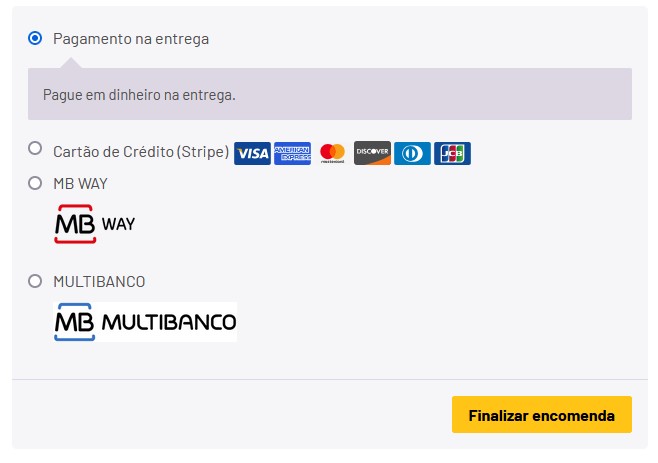 Pagamento na entrega
Pague em dinheiro na entrega.
Cartão de Crédito (Stripe) VISA AMERICAN EXPRESS mastercard DISCOVER JCB
MB WAY
MB WAY
MULTIBANCO
MB MULTIBANCO
Finalizar encomenda